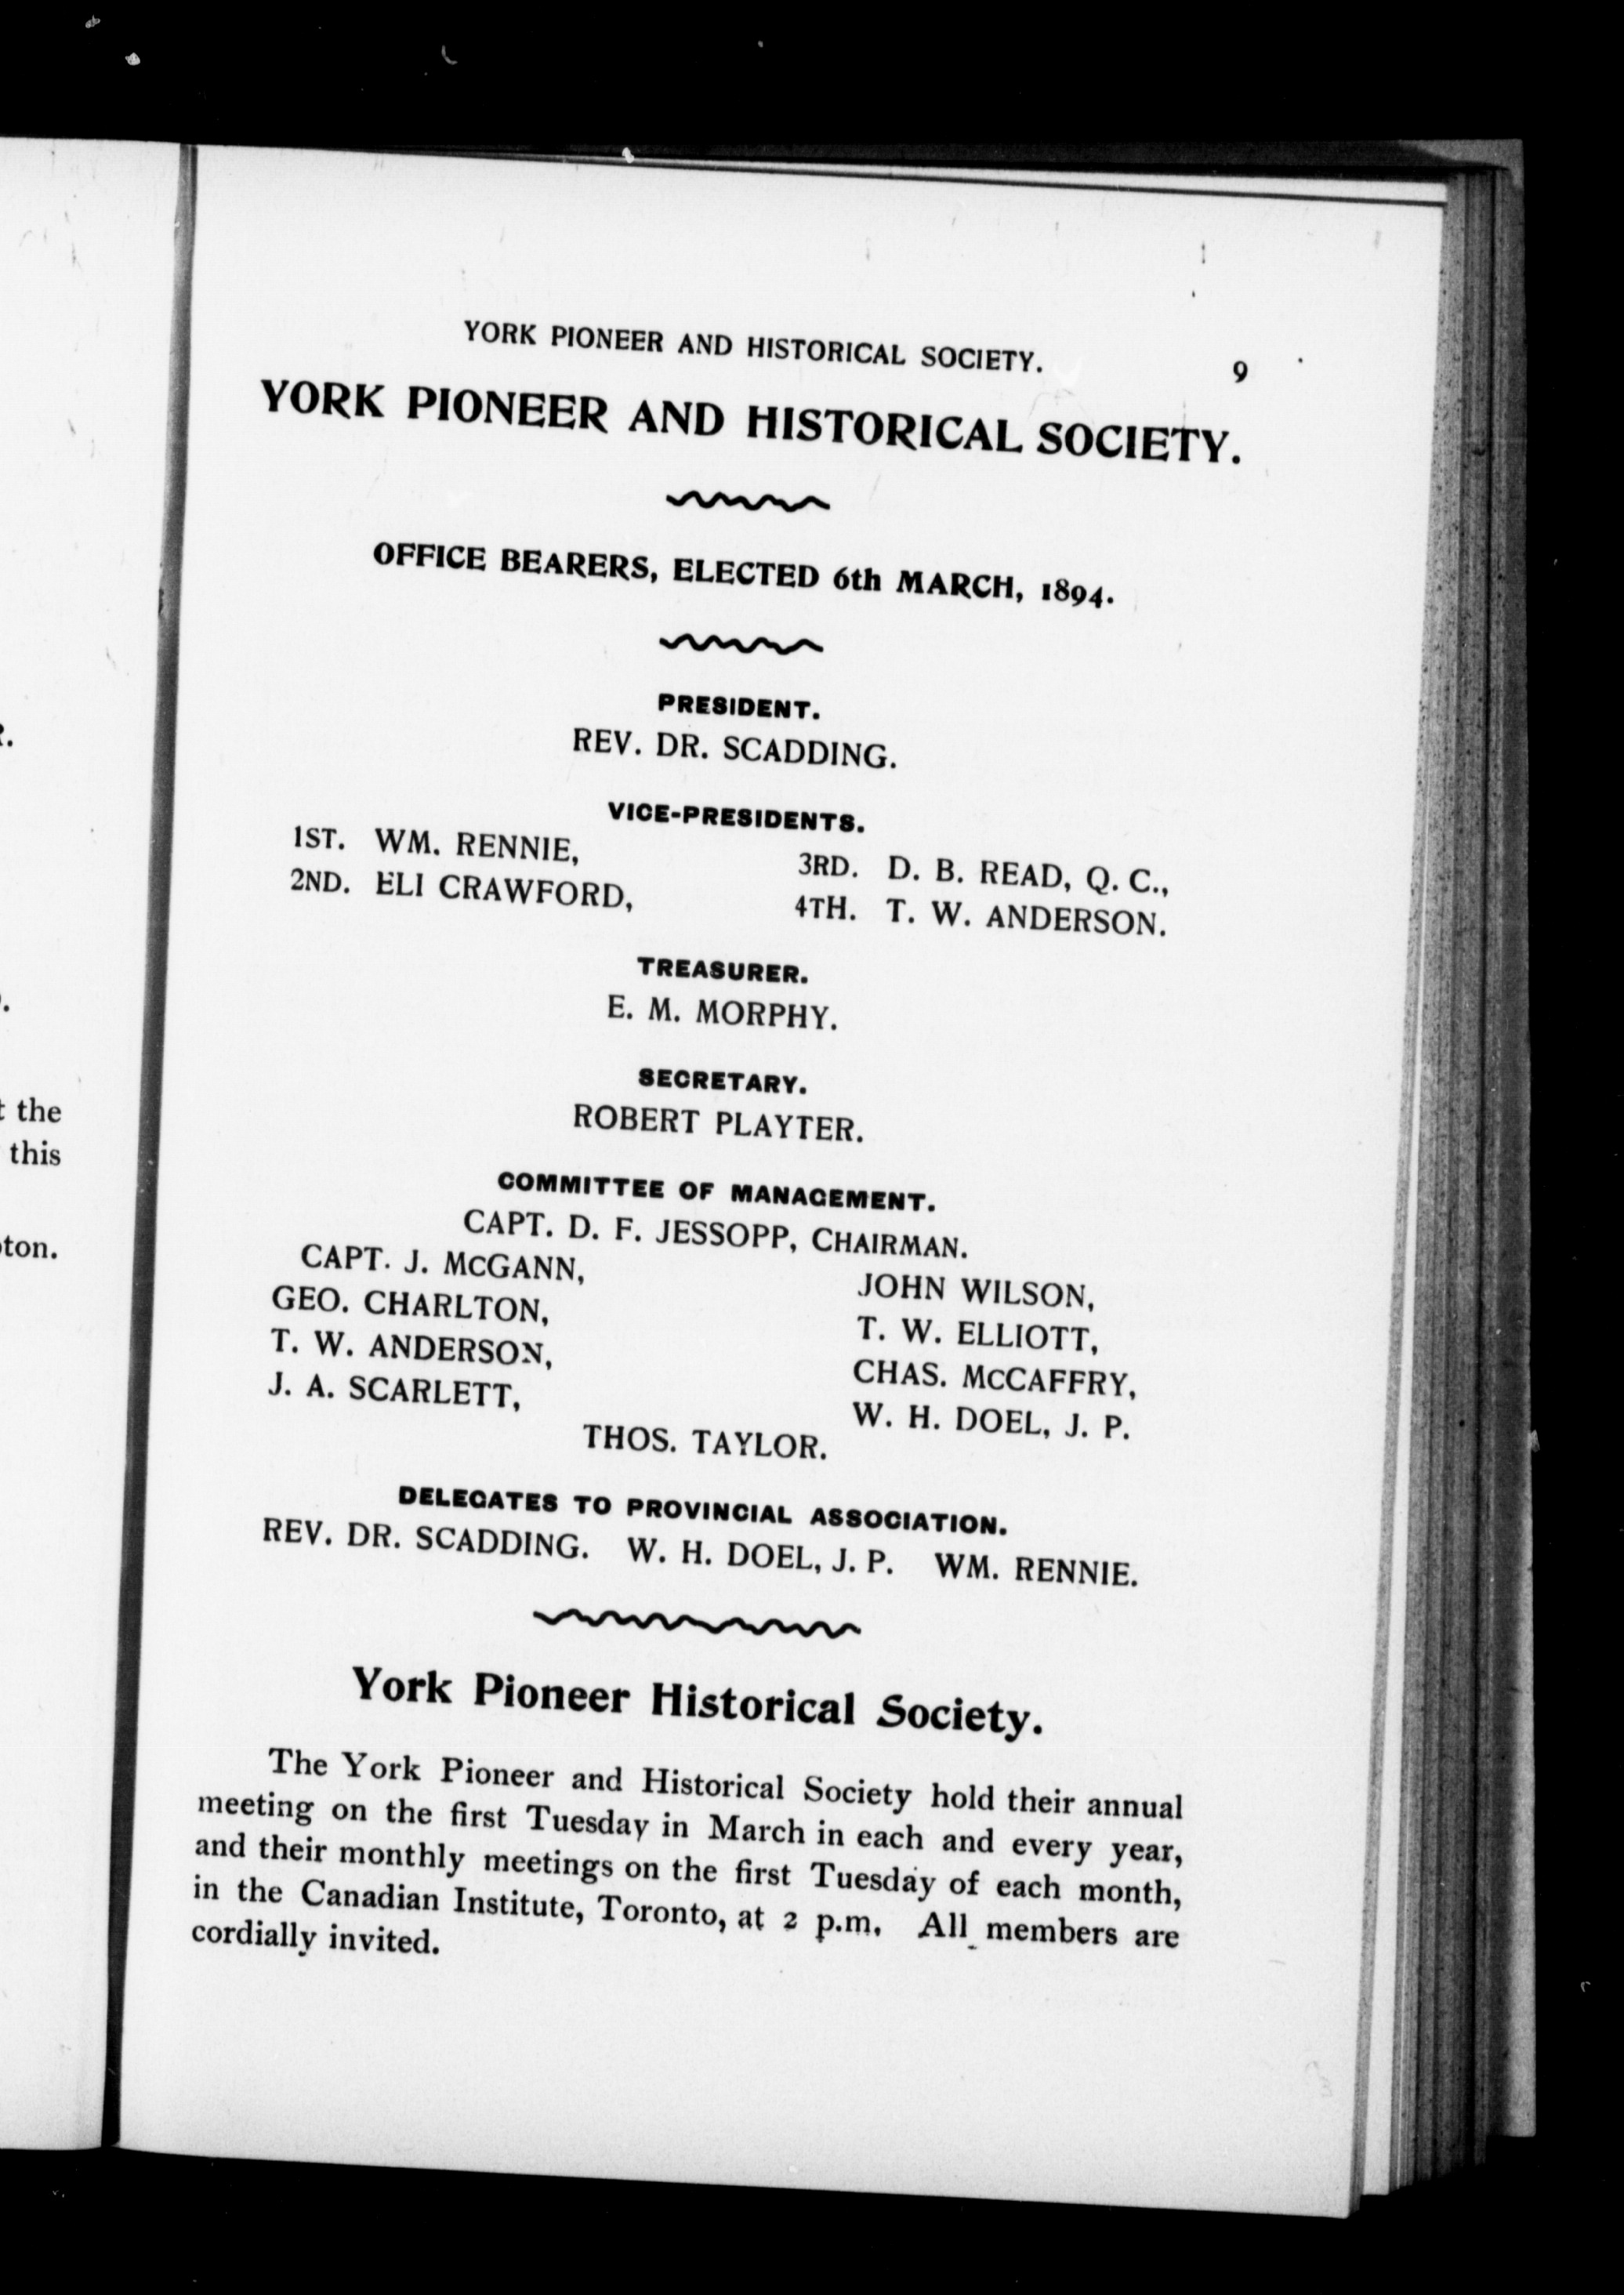 YORK PIONEER AND HISTORICAL SOCIETY. 9
YORK PIONEER AND HISTORICAL SOCIETY.
OFFICE BEARERS, ELECTED 6th MARCH, 1894.
PRESIDENT.
REV. DR. SCADDING.
VICE-PRESIDENTS.
1ST. WM. RENNIE, 3RD. D. B. READ, Q. C.,
2ND. ELI CRAWFORD, 4TH. T. W. ANDERSON.
TREASURER.
E. M. MORPHY.
SECRETARY.
ROBERT PLAYTER.
COMMITTEE OF MANAGEMENT.
CAPT. D. F. JESSOPP, CHAIRMAN.
CAPT. J. McGANN, JOHN WILSON,
GEO. CHARLTON, T. W. ELLIOTT,
T. W. ANDERSON, CHAS. McCAFFRY,
J. A. SCARLETT, W. H. DOEL, J. P.
THOS. TAYLOR.
DELEGATES TO PROVINCIAL ASSOCIATION.
REV. DR. SCADDING. W. H. DOEL, J. P. WM. RENNIE.
York Pioneer Historical Society.
The York Pioneer and Historical Society hold their annual
meeting on the first Tuesday in March in each and every year,
and their monthly meetings on the first Tuesday of each month,
in the Canadian Institute, Toronto, at 2 p.m. All members are
cordially invited.
the
this